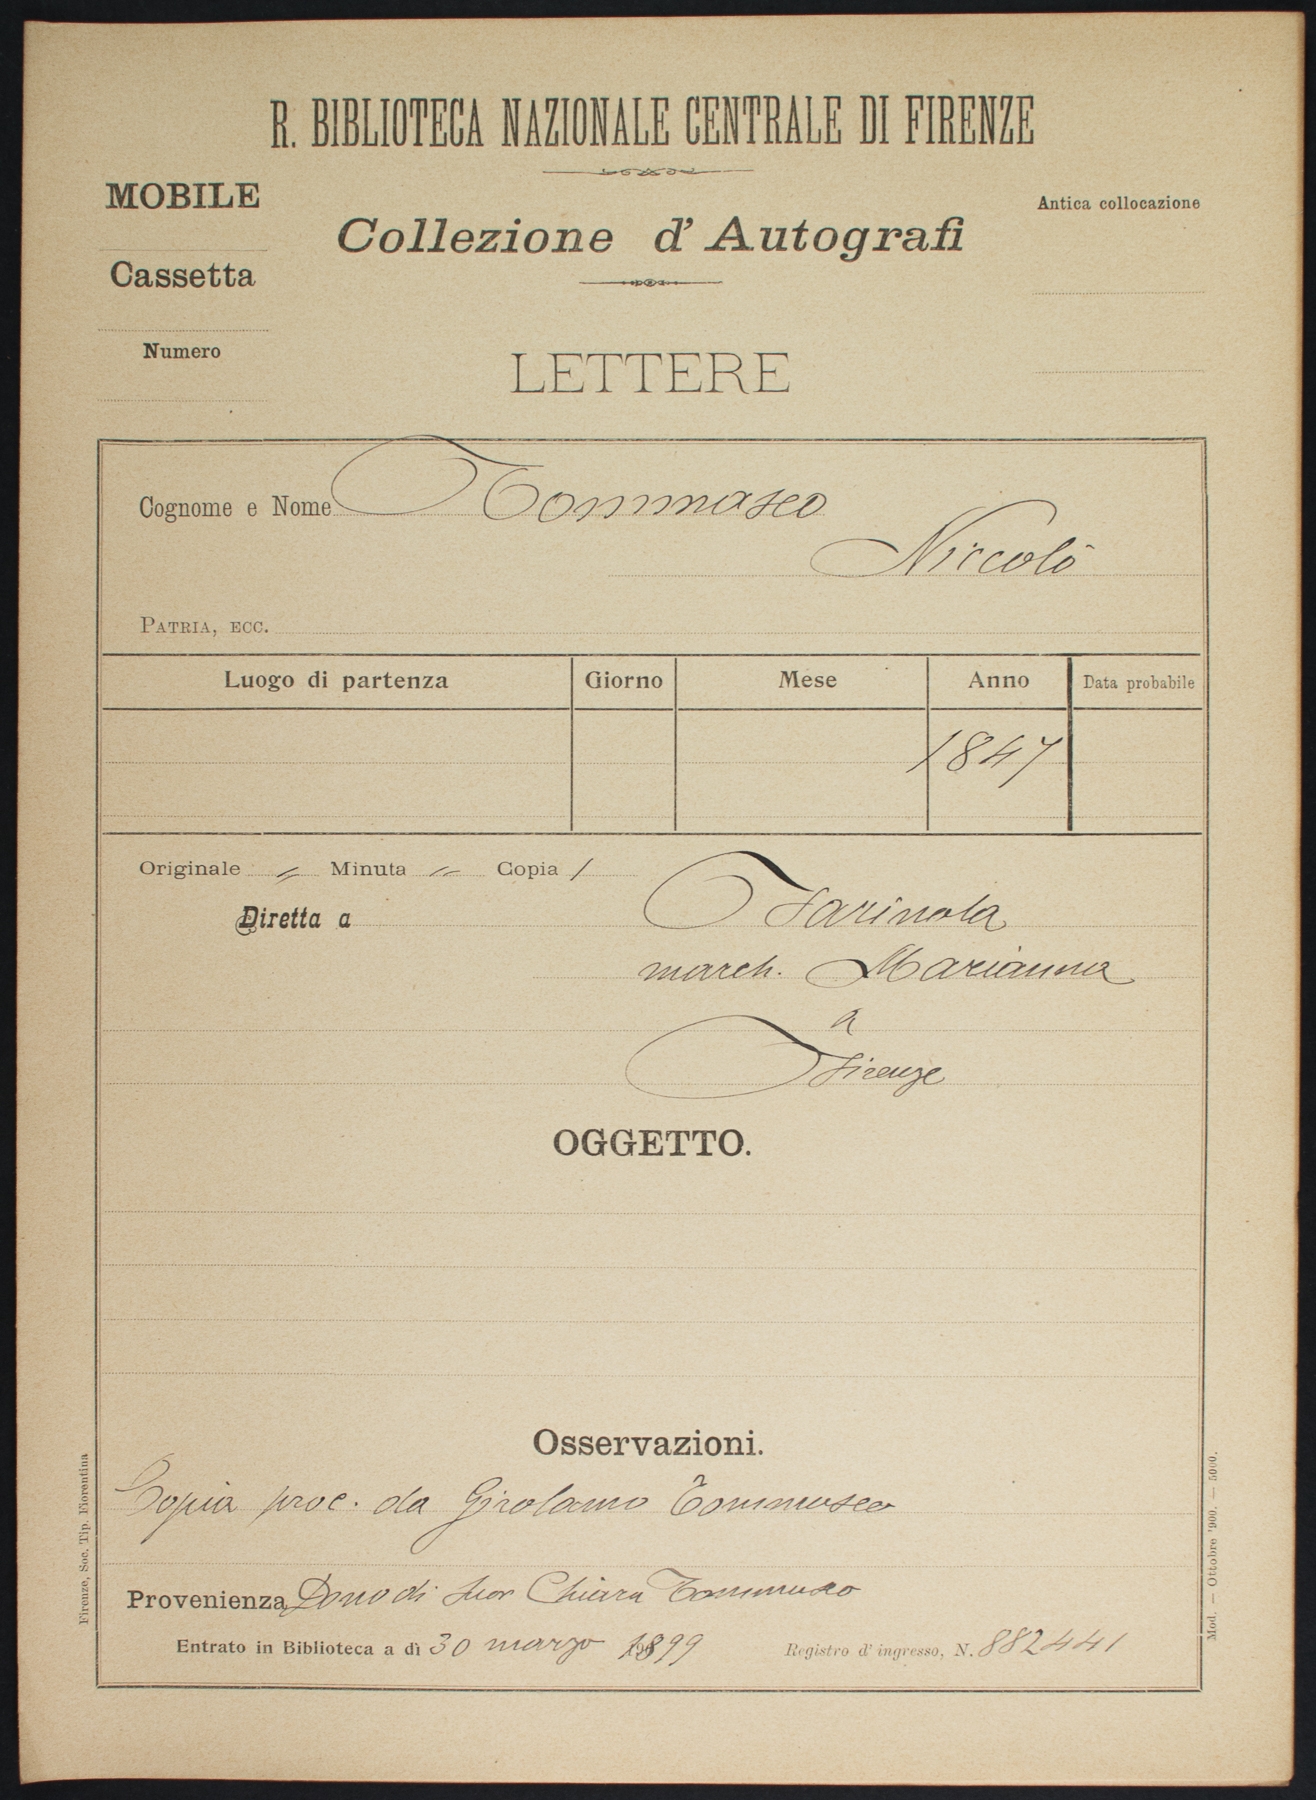 R. BIBLIOTECA NAZIONALE CENTRALE DI FIRENZE
MOBILE
Collezione d'Autografi
Antica collocazione
Cassetta
Numero
LETTERE
Cognome e Nome Tommaseo
Niccolò
PATRIA, ECC.
Luogo di partenza Giorno Mese Anno Data probabile
1847
Originale " Minuta " Copia 1
Diretta a Farinola
march. Marianna
a
Firenze
OGGETTO.
Osservazioni.
Copia proc. da Girolamo Tommaseo
Provenienza Dono di suor Chiara Tommaseo
Entrato in Biblioteca a dì 30 marzo 1899 Registro d'ingresso, N. 882441
Firenze, Soc. Tip. Fiorentina
Mod. — Ottobre '900. — 5000.